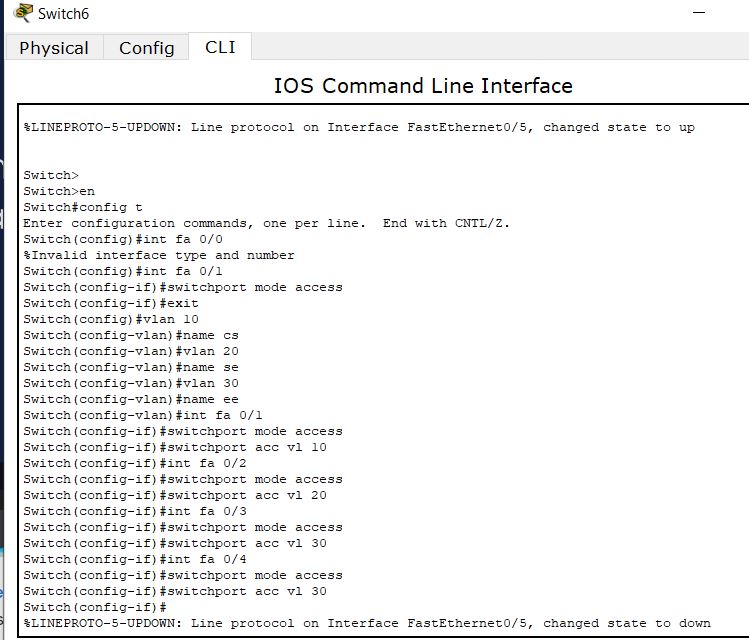 Switch6
Physical Config CLI
IOS Command Line Interface
%LINEPROTO-5-UPDOWN: Line protocol on Interface FastEthernet0/5, changed state to up
Switch>
Switch>en
Switch#config t
Enter configuration commands, one per line.  End with CNTL/Z.
Switch(config)#int fa 0/0
%Invalid interface type and number
Switch(config)#int fa 0/1
Switch(config-if)#switchport mode access
Switch(config-if)#exit
Switch(config)#vlan 10
Switch(config-vlan)#name cs
Switch(config-vlan)#vlan 20
Switch(config-vlan)#name se
Switch(config-vlan)#vlan 30
Switch(config-vlan)#name ee
Switch(config-vlan)#int fa 0/1
Switch(config-if)#switchport mode access
Switch(config-if)#switchport acc vl 10
Switch(config-if)#int fa 0/2
Switch(config-if)#switchport mode access
Switch(config-if)#switchport acc vl 20
Switch(config-if)#int fa 0/3
Switch(config-if)#switchport mode access
Switch(config-if)#switchport acc vl 30
Switch(config-if)#int fa 0/4
Switch(config-if)#switchport mode access
Switch(config-if)#switchport acc vl 30
Switch(config-if)#
%LINEPROTO-5-UPDOWN: Line protocol on Interface FastEthernet0/5, changed state to down